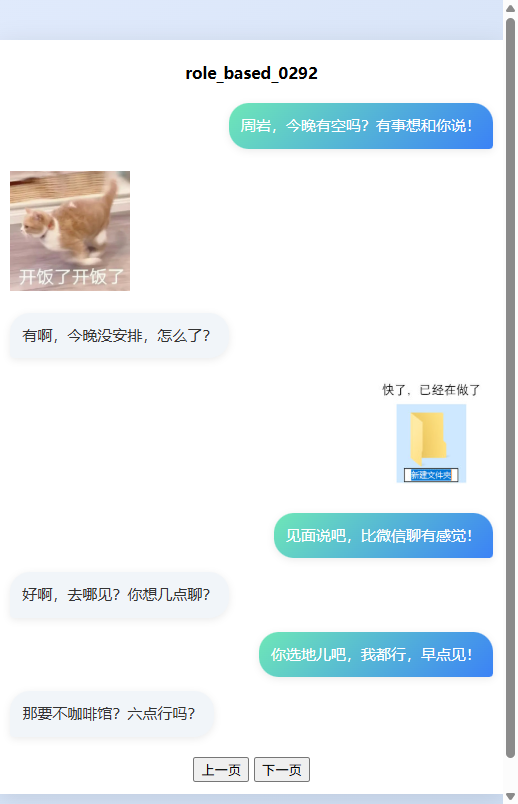 role_based_0292
周岩，今晚有空吗？有事想和你说！
开饭了开饭了
有啊，今晚没安排，怎么了？
快了，已经在做了
新建文件夹
见面说吧，比微信聊有感觉！
好啊，去哪见？你想几点聊？
你选地儿吧，我都行，早点见！
那要不咖啡馆？六点行吗？
上一页 下一页